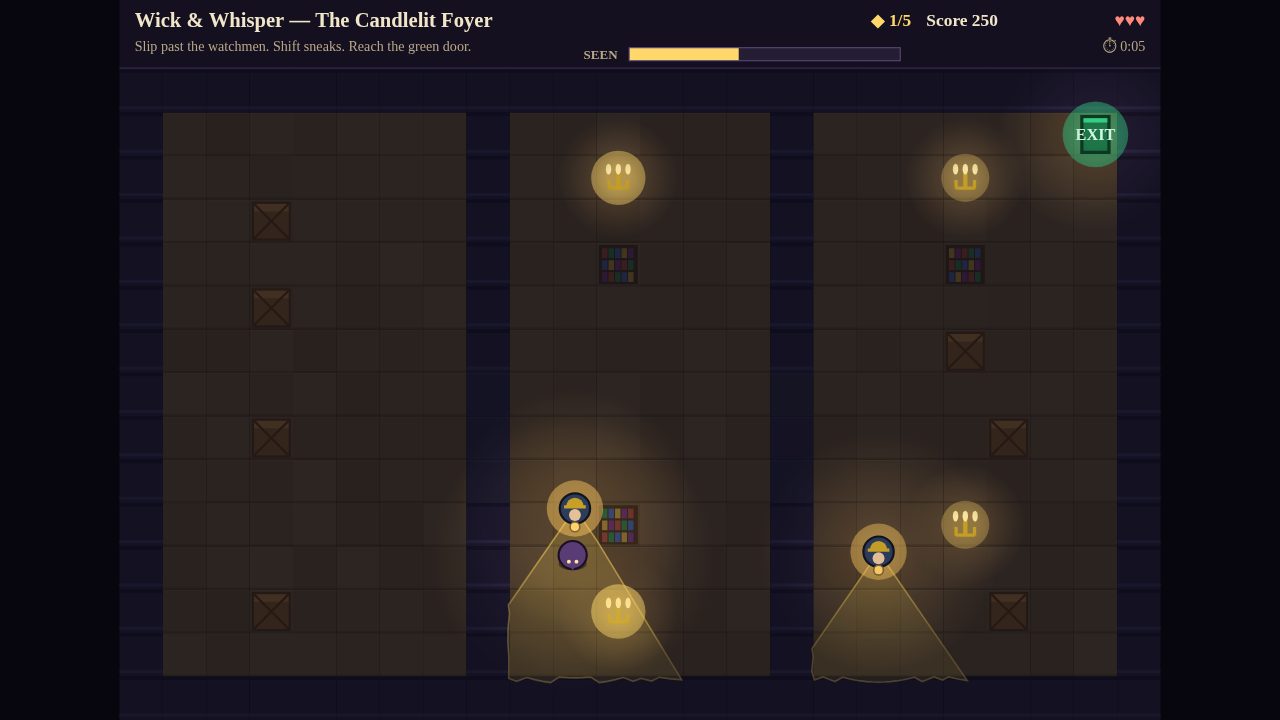 Wick & Whisper — The Candlelit Foyer
◆ 1/5 Score 250
♥♥♥
Slip past the watchmen. Shift sneaks. Reach the green door.
SEEN
⏱ 0:05
EXIT